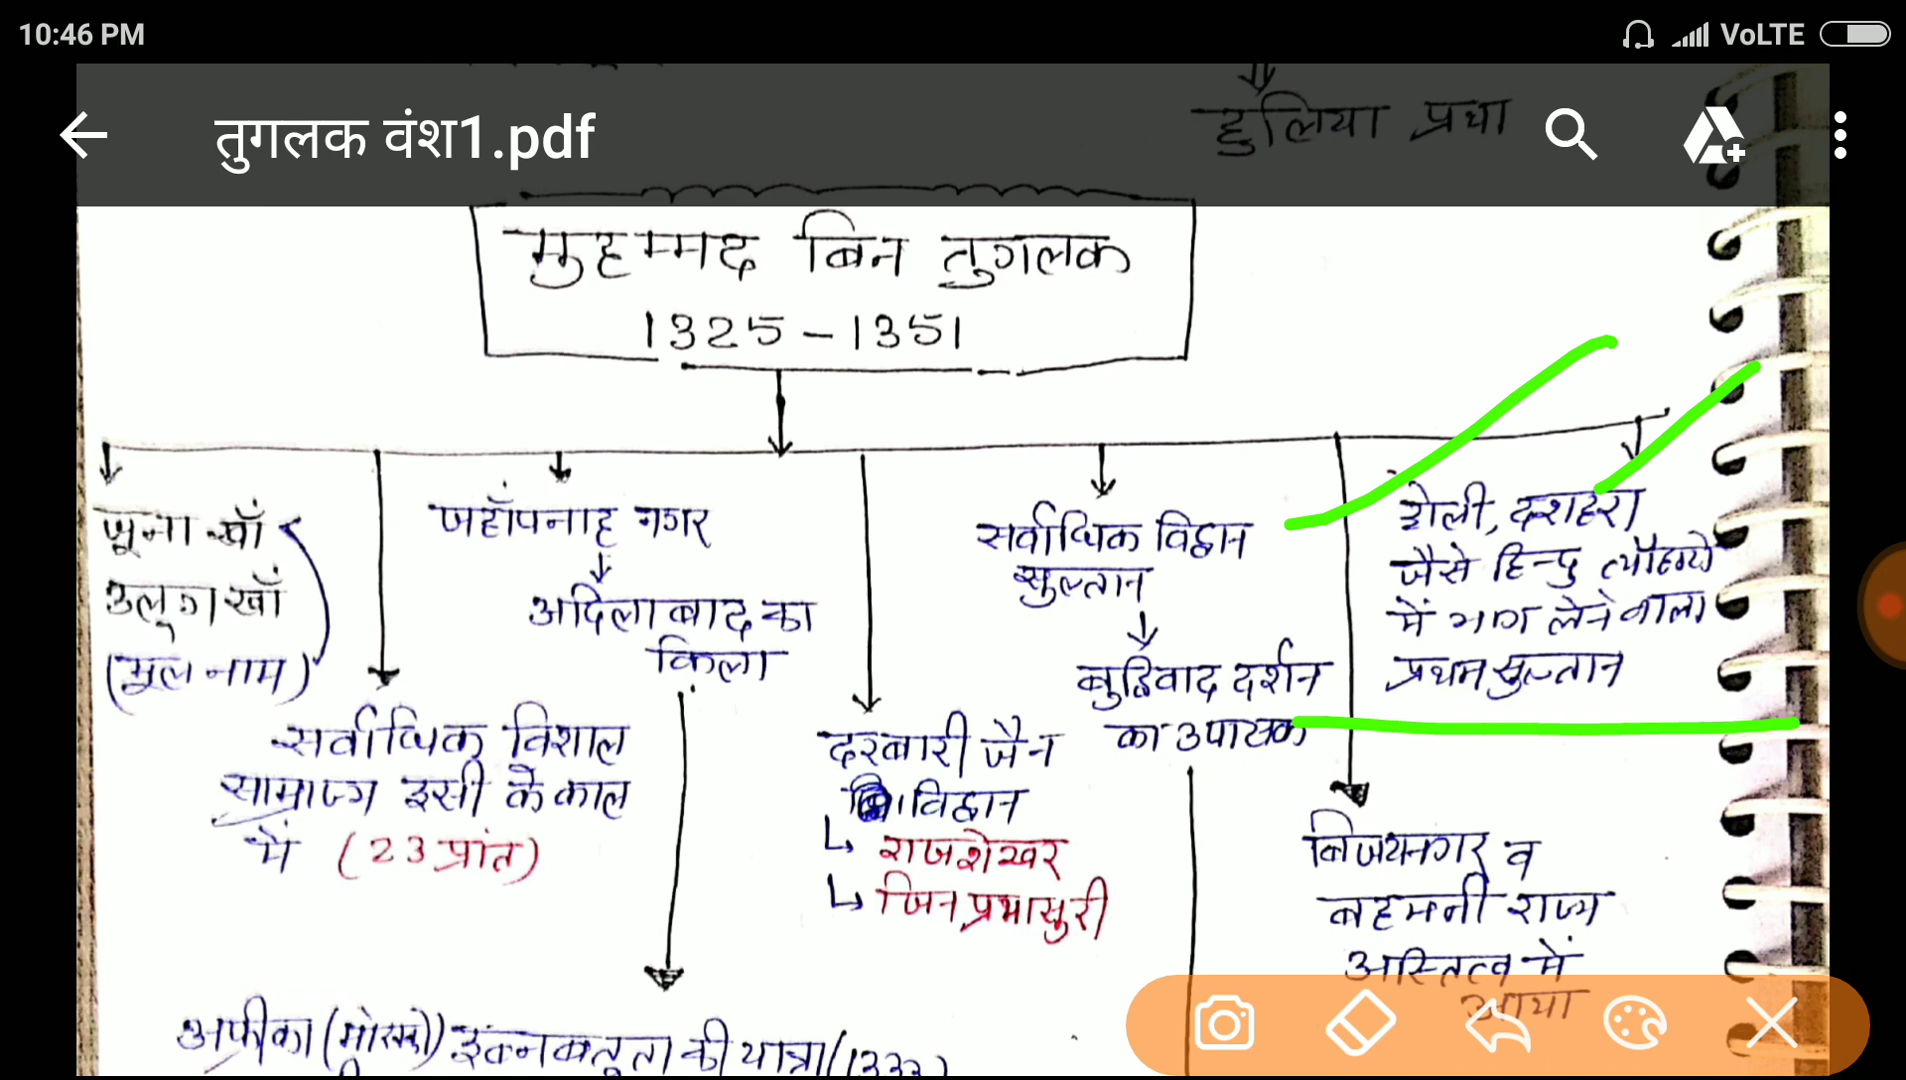 10:46 PM
VoLTE
तुगलक वंश1.pdf
हुलिया प्रथा
मुहम्मद बिन तुगलक
1325 - 1351
जूना खाँ
उलूग खाँ
(मूल नाम)
सर्वाधिक विशाल
साम्राज्य इसी के काल
में (23 प्रांत)
जहाँपनाह नगर
अदिलाबाद का
किला
दरबारी जैन
विद्वान
राजशेखर
जिन प्रभासुरी
सर्वाधिक विद्वान
सुल्तान
बुद्धिवाद दर्शन
का उपासक
होली, दशहरा
जैसे हिन्दु त्यौहारो
में भाग लेने वाला
प्रथम सुल्तान
विजयनगर व
बहमनी राज्य
अस्तित्व में
आया
अफ्रीका (मोरक्को) इब्नबतूता की यात्रा (1333)